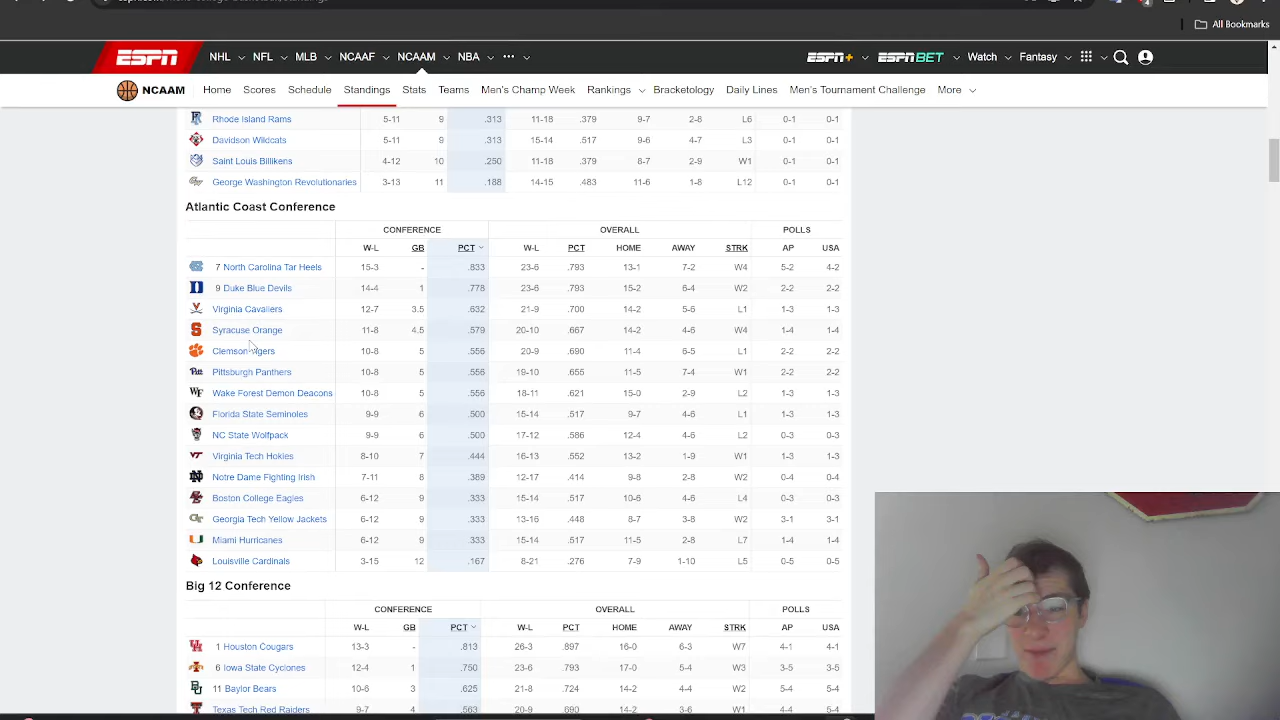 All Bookmarks
ESPN NHL NFL MLB NCAAF NCAAM NBA ESPN+ ESPNBET Watch Fantasy
NCAAM Home Scores Schedule Standings Stats Teams Men's Champ Week Rankings Bracketology Daily Lines Men's Tournament Challenge More
Rhode Island Rams 5-11 9 .313 11-18 .379 9-7 2-8 L6 0-1 0-1
Davidson Wildcats 5-11 9 .313 15-14 .517 9-6 4-7 L3 0-1 0-1
Saint Louis Billikens 4-12 10 .250 11-18 .379 8-7 2-9 W1 0-1 0-1
George Washington Revolutionaries 3-13 11 .188 14-15 .483 11-6 1-8 L12 0-1 0-1
Atlantic Coast Conference
CONFERENCE OVERALL POLLS
W-L GB PCT W-L PCT HOME AWAY STRK AP USA
7 North Carolina Tar Heels 15-3 - .833 23-6 .793 13-1 7-2 W4 5-2 4-2
9 Duke Blue Devils 14-4 1 .778 23-6 .793 15-2 6-4 W2 2-2 2-2
Virginia Cavaliers 12-7 3.5 .632 21-9 .700 14-2 5-6 L1 1-3 1-3
Syracuse Orange 11-8 4.5 .579 20-10 .667 14-2 4-6 W4 1-4 1-4
Clemson Tigers 10-8 5 .556 20-9 .690 11-4 6-5 L1 2-2 2-2
Pittsburgh Panthers 10-8 5 .556 19-10 .655 11-5 7-4 W1 2-2 2-2
Wake Forest Demon Deacons 10-8 5 .556 18-11 .621 15-0 2-9 L2 1-3 1-3
Florida State Seminoles 9-9 6 .500 15-14 .517 9-7 4-6 L1 1-3 1-3
NC State Wolfpack 9-9 6 .500 17-12 .586 12-4 4-6 L2 0-3 0-3
Virginia Tech Hokies 8-10 7 .444 16-13 .552 13-2 1-9 W1 1-3 1-3
Notre Dame Fighting Irish 7-11 8 .389 12-17 .414 9-8 2-8 W2 0-4 0-4
Boston College Eagles 6-12 9 .333 15-14 .517 10-6 4-6 L4 0-3 0-3
Georgia Tech Yellow Jackets 6-12 9 .333 13-16 .448 8-7 3-8 W2 3-1 3-1
Miami Hurricanes 6-12 9 .333 15-14 .517 11-5 2-8 L7 1-4 1-4
Louisville Cardinals 3-15 12 .167 8-21 .276 7-9 1-10 L5 0-5 0-5
Big 12 Conference
CONFERENCE OVERALL POLLS
W-L GB PCT W-L PCT HOME AWAY STRK AP USA
1 Houston Cougars 13-3 - .813 26-3 .897 16-0 6-3 W7 4-1 4-1
6 Iowa State Cyclones 12-4 1 .750 23-6 .793 17-0 5-4 W3 3-5 3-5
11 Baylor Bears 10-6 3 .625 21-8 .724 14-2 4-4 W2 5-4 5-4
Texas Tech Red Raiders 9-7 4 .563 20-9 .690 14-2 3-6 W1 4-4 5-4